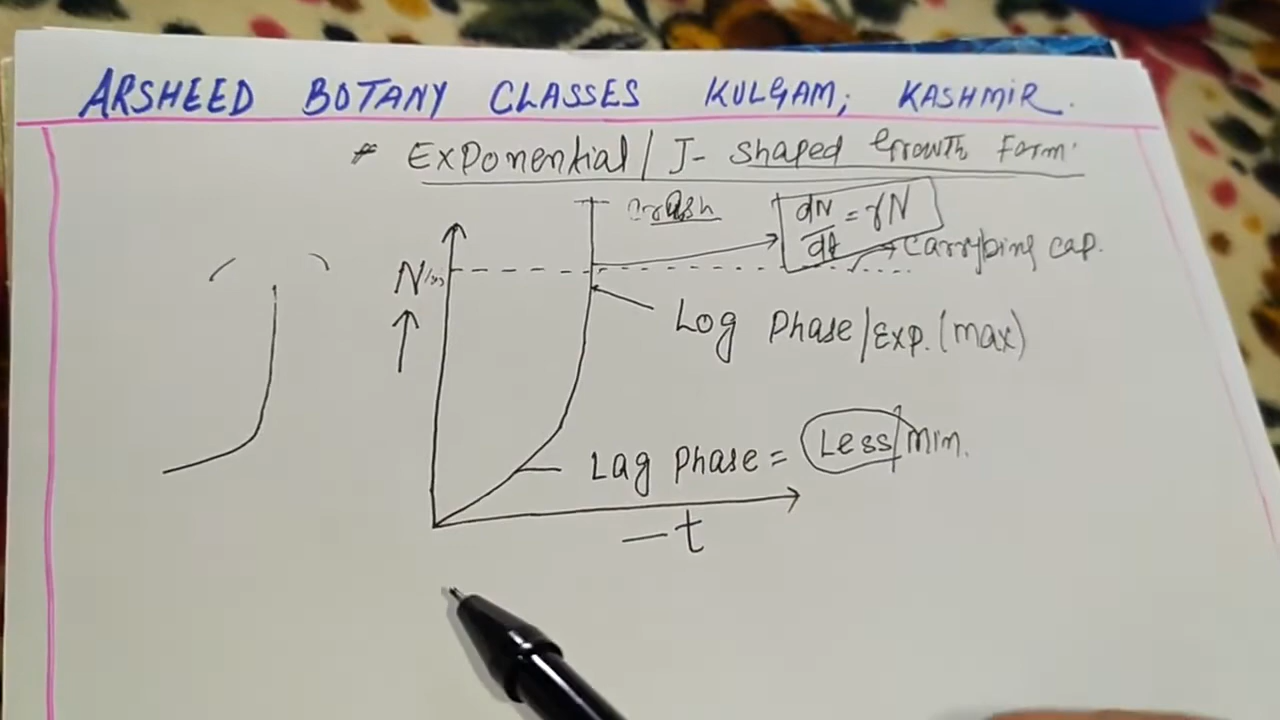 ARSHEED BOTANY CLASSES KULGAM, KASHMIR.
* Exponential / J- shaped Growth Form
Crash
dN/dt = rN
Carrybing cap.
N
Log Phase/Exp. (max)
Lag Phase = Less/min.
t